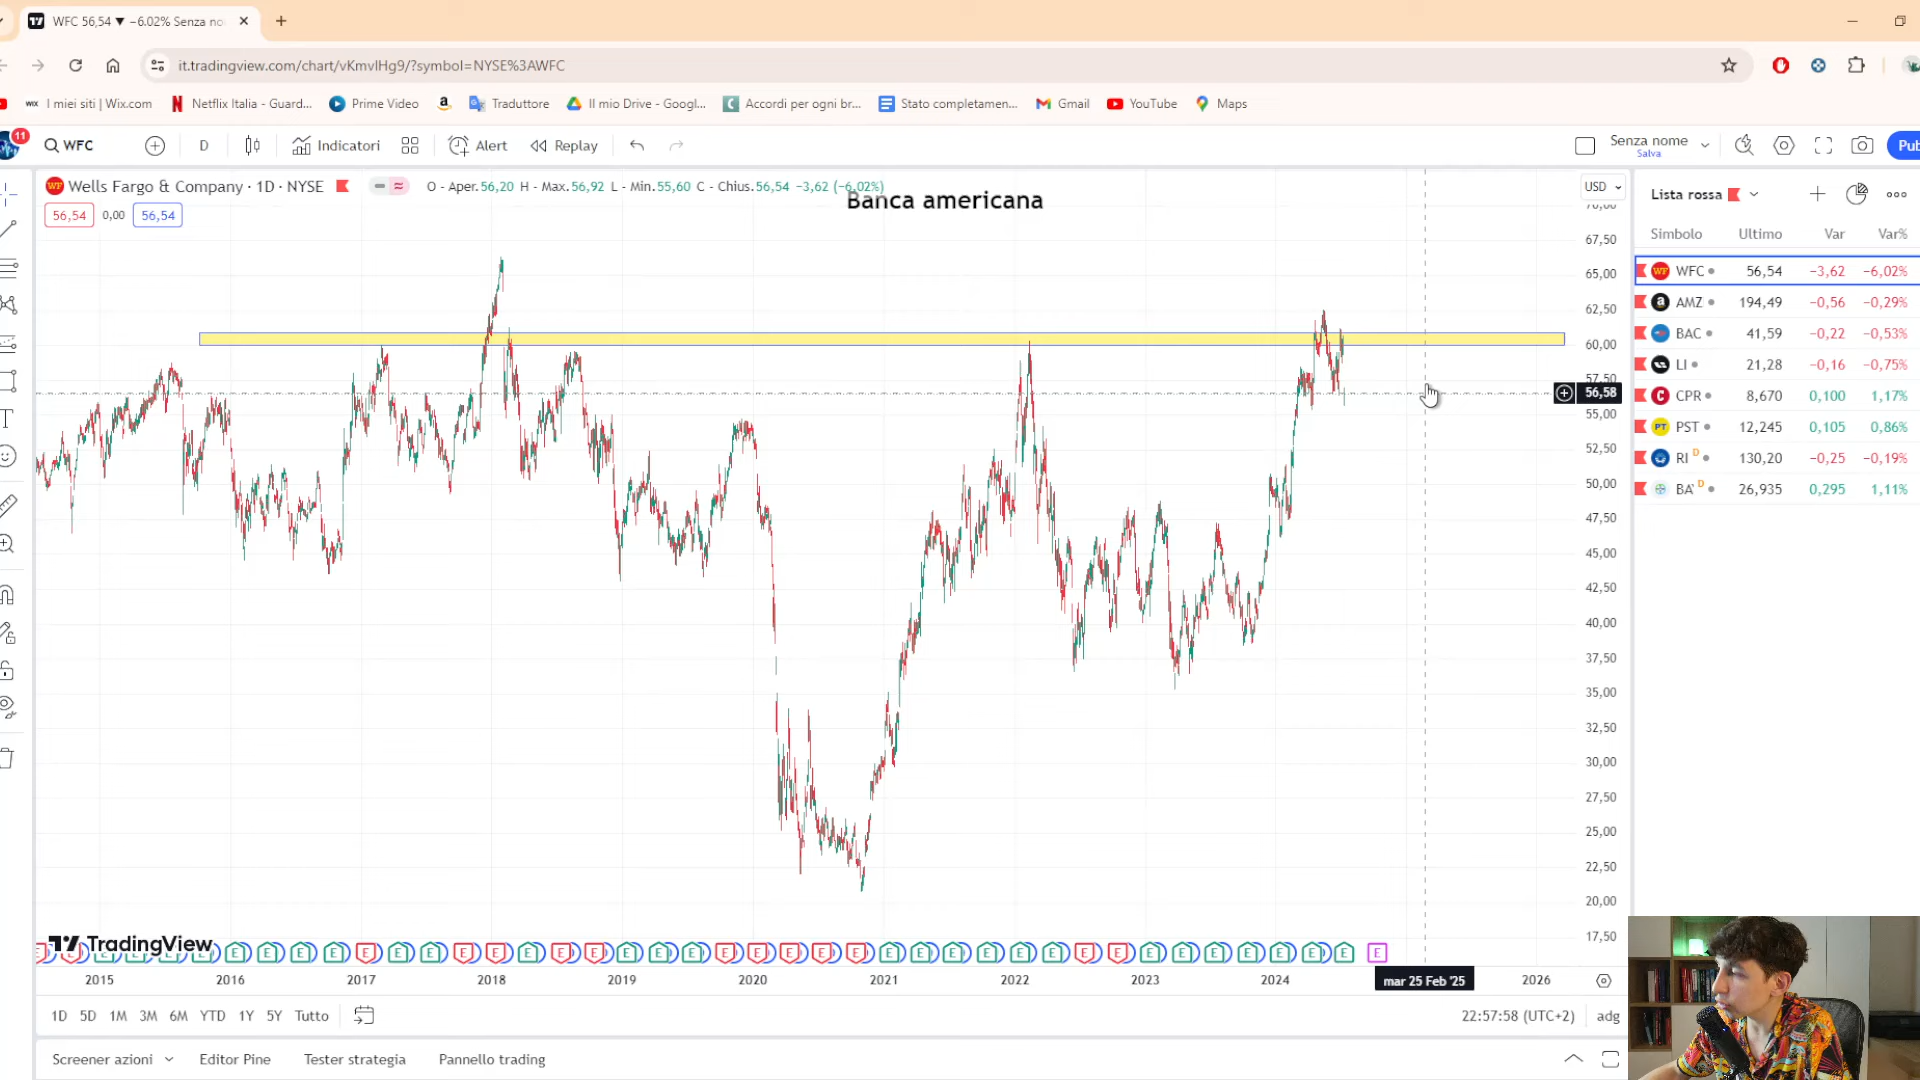 WFC 56,54 ▼ −6.02% Senza no
it.tradingview.com/chart/vKmvlHg9/?symbol=NYSE%3AWFC
I miei siti | Wix.com
Netflix Italia - Guard...
Prime Video
Traduttore
Il mio Drive - Googl...
Accordi per ogni br...
Stato completamen...
Gmail
YouTube
Maps
11
WFC
D
Indicatori
Alert
Replay
Senza nome
Salva
Pub
Wells Fargo & Company · 1D · NYSE
O - Aper.56,20 H - Max.56,92 L - Min.55,60 C - Chius.56,54 −3,62 (−6,02%)
56,54 0,00 56,54
Banca americana
USD
70,00
67,50
65,00
62,50
60,00
57,50
56,58
55,00
52,50
50,00
47,50
45,00
42,50
40,00
37,50
35,00
32,50
30,00
27,50
25,00
22,50
20,00
17,50
Lista rossa
Simbolo Ultimo Var Var%
WFC 56,54 −3,62 −6,02%
AMZ 194,49 −0,56 −0,29%
BAC 41,59 −0,22 −0,53%
LI 21,28 −0,16 −0,75%
CPR 8,670 0,100 1,17%
PST 12,245 0,105 0,86%
RI D 130,20 −0,25 −0,19%
BA' D 26,935 0,295 1,11%
TradingView
2015 2016 2017 2018 2019 2020 2021 2022 2023 2024 mar 25 Feb '25 2026
1D 5D 1M 3M 6M YTD 1Y 5Y Tutto
22:57:58 (UTC+2) adg
Screener azioni Editor Pine Tester strategia Pannello trading